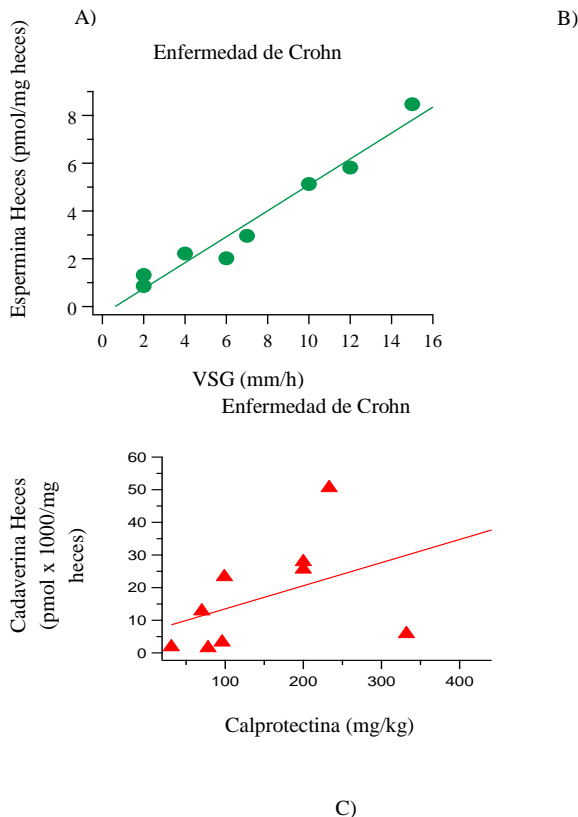 A)
B)
Enfermedad de Crohn
Espermina Heces (pmol/mg heces)
8
6
4
2
0
0 2 4 6 8 10 12 14 16
VSG (mm/h)
Enfermedad de Crohn
Cadaverina Heces
(pmol x 1000/mg
heces)
60
50
40
30
20
10
0
100 200 300 400
Calprotectina (mg/kg)
C)